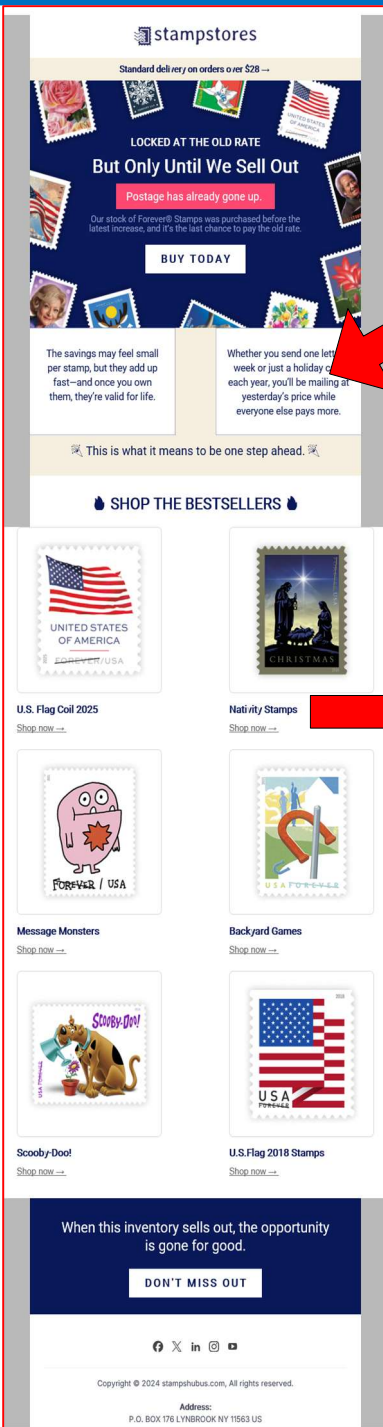 stampstores
Standard delivery on orders over $28 →
UNITED STATES
OF AMERICA
LOCKED AT THE OLD RATE
But Only Until We Sell Out
Postage has already gone up.
Our stock of Forever® Stamps was purchased before the
latest increase, and it's the last chance to pay the old rate.
BUY TODAY
The savings may feel small
per stamp, but they add up
fast—and once you own
them, they're valid for life.
Whether you send one
week or just a holiday
each year, you'll be mailing at
yesterday's price while
everyone else pays more.
This is what it means to be one step ahead.
SHOP THE BESTSELLERS
UNITED STATES
OF AMERICA
FOREVER/USA
CHRISTMAS
U.S. Flag Coil 2025
Shop now →
Nativity Stamps
Shop now →
FOREVER / USA
USA FOREVER
Message Monsters
Shop now →
Backyard Games
Shop now →
SCOOBY-DOO!
USA FOREVER
2018
USA
FOREVER
Scooby-Doo!
Shop now →
U.S.Flag 2018 Stamps
Shop now →
When this inventory sells out, the opportunity
is gone for good.
DON'T MISS OUT
Copyright © 2024 stampshubus.com, All rights reserved.
Address:
P.O. BOX 176 LYNBROOK NY 11563 US